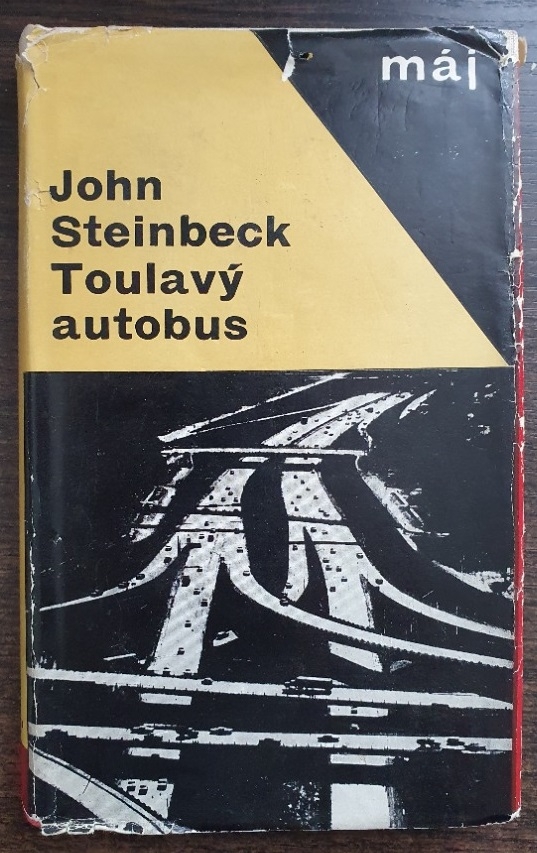 máj
John
Steinbeck
Toulavý
autobus